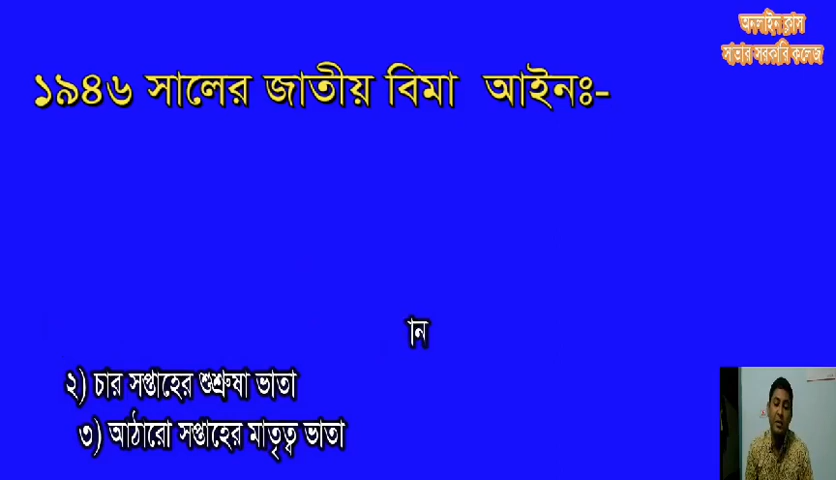 অনলাইন ক্লাস
সাভার সরকারি কলেজ
১৯৪৬ সালের জাতীয় বিমা আইনঃ-
ান
২) চার সপ্তাহের শুশ্রুষা ভাতা
৩) আঠারো সপ্তাহের মাতৃত্ব ভাতা